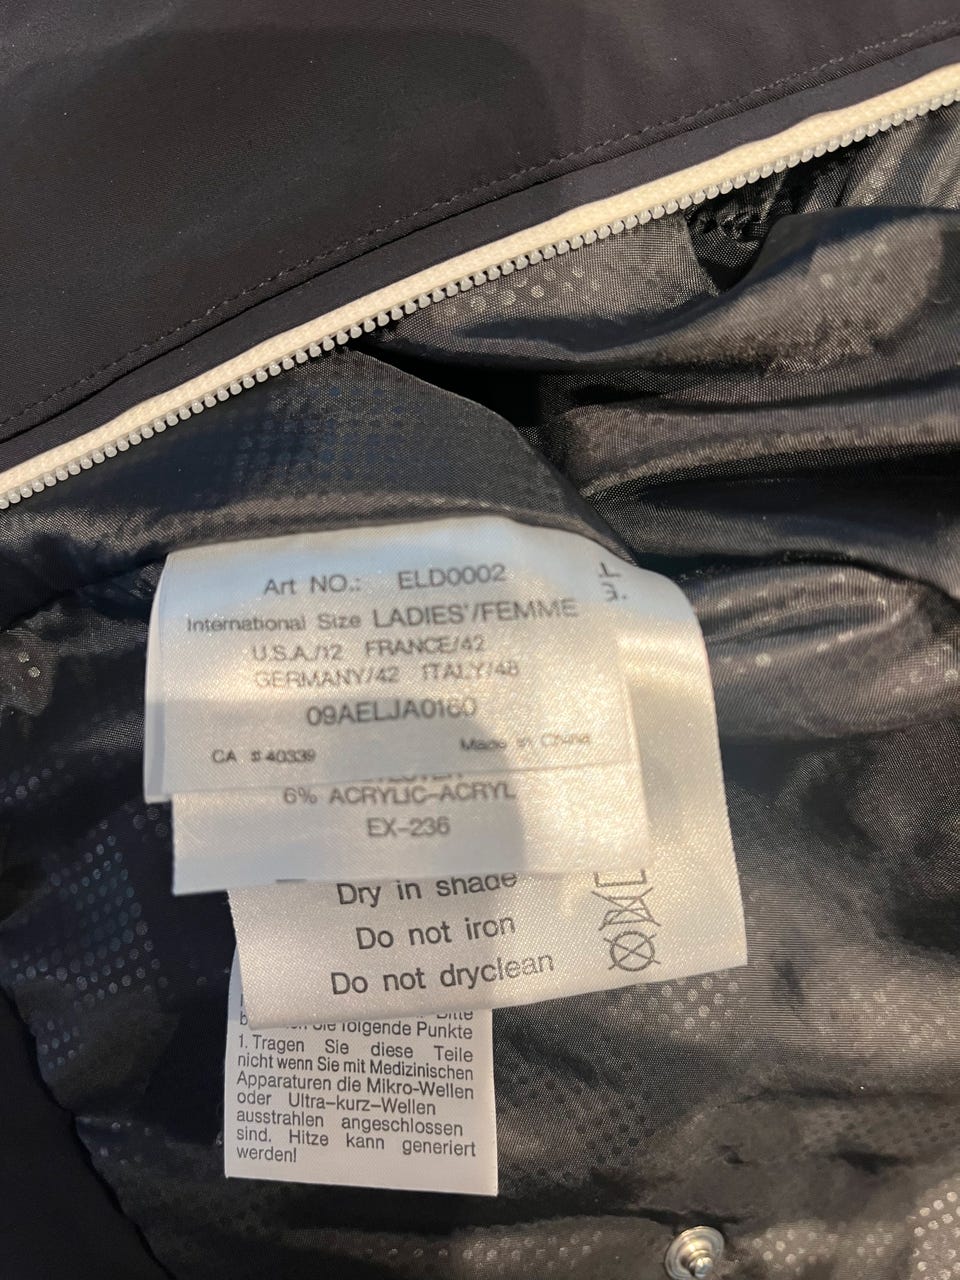 Art NO.: ELD0002
L
3.
International Size LADIES'/FEMME
U.S.A./12 FRANCE/42
GERMANY/42 ITALY/48
09AELJA0160
CA # 40339 Made in China
6% ACRYLIC-ACRYL
EX-236
Dry in shade
Do not iron
Do not dryclean
Bitte
folgende Punkte
1. Tragen Sie diese Teile
nicht wenn Sie mit Medizinischen
Apparaturen die Mikro-Wellen
oder Ultra-kurz-Wellen
ausstrahlen angeschlossen
sind. Hitze kann generiert
werden!